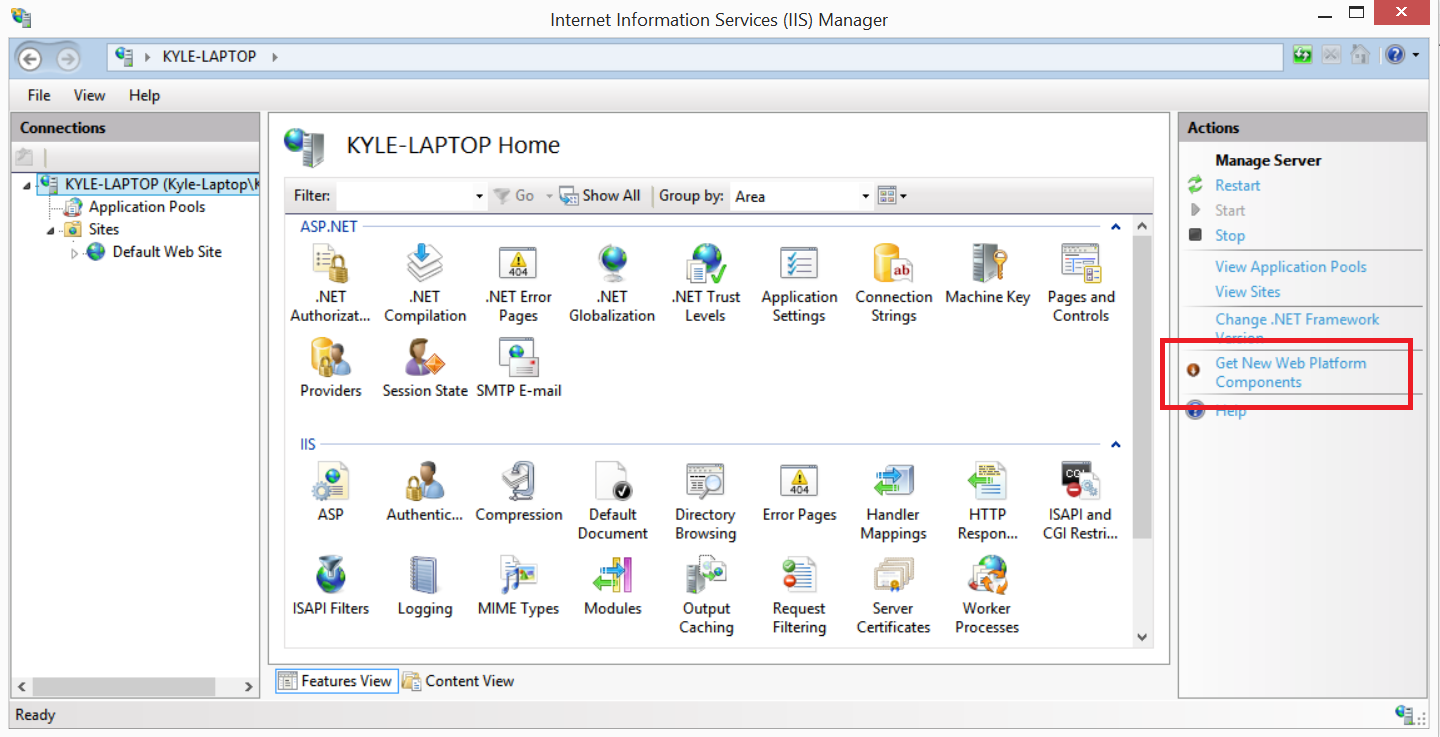 Internet Information Services (IIS) Manager
KYLE-LAPTOP
File View Help
Connections
KYLE-LAPTOP (Kyle-Laptop\K
Application Pools
Sites
Default Web Site
KYLE-LAPTOP Home
Filter: Go Show All Group by: Area
ASP.NET
.NET Authorizat...
.NET Compilation
.NET Error Pages
.NET Globalization
.NET Trust Levels
Application Settings
Connection Strings
Machine Key
Pages and Controls
Providers
Session State
SMTP E-mail
IIS
ASP
Authentic...
Compression
Default Document
Directory Browsing
Error Pages
Handler Mappings
HTTP Respon...
ISAPI and CGI Restri...
ISAPI Filters
Logging
MIME Types
Modules
Output Caching
Request Filtering
Server Certificates
Worker Processes
Features View Content View
Actions
Manage Server
Restart
Start
Stop
View Application Pools
View Sites
Change .NET Framework
Version
Get New Web Platform
Components
Help
Ready